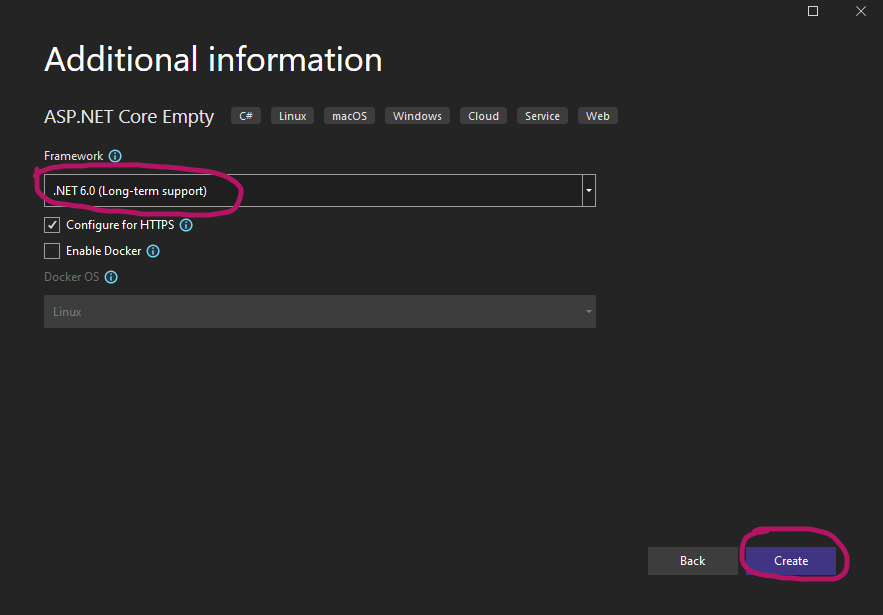 Additional information
ASP.NET Core Empty C# Linux macOS Windows Cloud Service Web
Framework
.NET 6.0 (Long-term support)
Configure for HTTPS
Enable Docker
Docker OS
Linux
Back Create